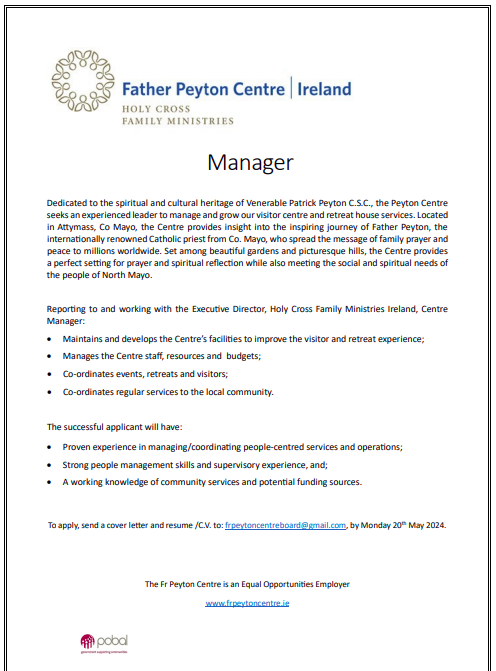 Father Peyton Centre | Ireland
HOLY CROSS
FAMILY MINISTRIES
Manager
Dedicated to the spiritual and cultural heritage of Venerable Patrick Peyton C.S.C., the Peyton Centre
seeks an experienced leader to manage and grow our visitor centre and retreat house services. Located
in Attymass, Co Mayo, the Centre provides insight into the inspiring journey of Father Peyton, the
internationally renowned Catholic priest from Co. Mayo, who spread the message of family prayer and
peace to millions worldwide. Set among beautiful gardens and picturesque hills, the Centre provides
a perfect setting for prayer and spiritual reflection while also meeting the social and spiritual needs of
the people of North Mayo.
Reporting to and working with the Executive Director, Holy Cross Family Ministries Ireland, Centre
Manager:
• Maintains and develops the Centre's facilities to improve the visitor and retreat experience;
• Manages the Centre staff, resources and budgets;
• Co-ordinates events, retreats and visitors;
• Co-ordinates regular services to the local community.
The successful applicant will have:
• Proven experience in managing/coordinating people-centred services and operations;
• Strong people management skills and supervisory experience, and;
• A working knowledge of community services and potential funding sources.
To apply, send a cover letter and resume /C.V. to: frpeytoncentreboard@gmail.com, by Monday 20th May 2024.
The Fr Peyton Centre is an Equal Opportunities Employer
www.frpeytoncentre.ie
pobal
government supporting communities